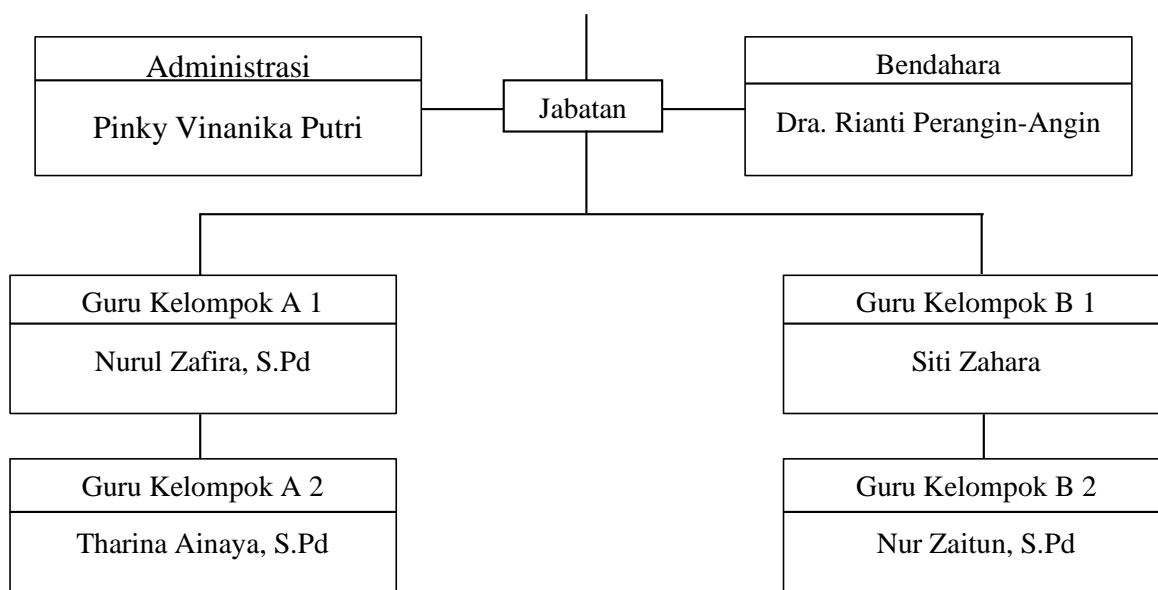 Administrasi
Pinky Vinanika Putri
Jabatan
Bendahara
Dra. Rianti Perangin-Angin
Guru Kelompok A 1
Nurul Zafira, S.Pd
Guru Kelompok B 1
Siti Zahara
Guru Kelompok A 2
Tharina Ainaya, S.Pd
Guru Kelompok B 2
Nur Zaitun, S.Pd